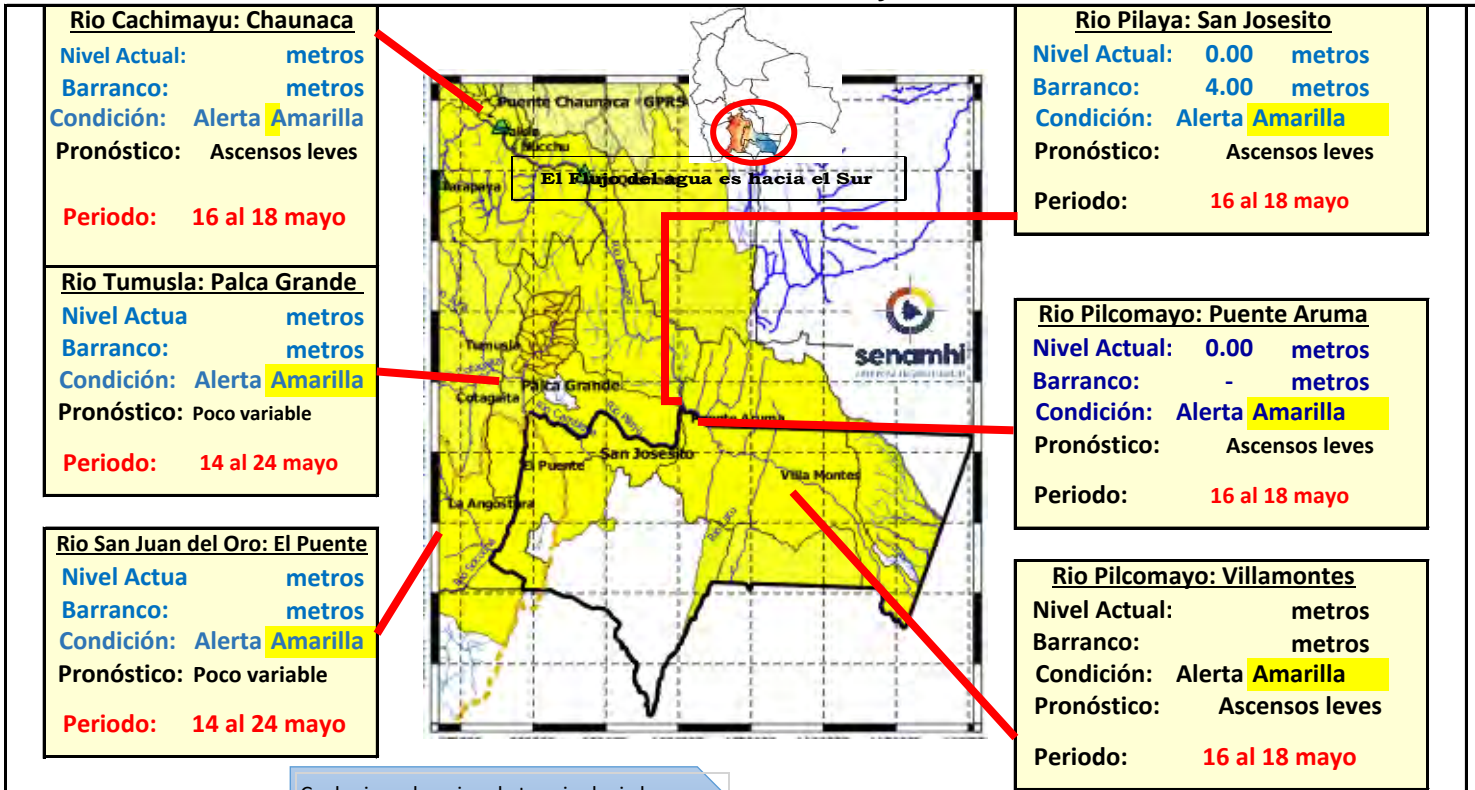 Rio Cachimayu: Chaunaca
Nivel Actual: metros
Barranco: metros
Condición: Alerta Amarilla
Pronóstico: Ascensos leves
Periodo: 16 al 18 mayo
Rio Tumusla: Palca Grande
Nivel Actua metros
Barranco: metros
Condición: Alerta Amarilla
Pronóstico: Poco variable
Periodo: 14 al 24 mayo
Rio San Juan del Oro: El Puente
Nivel Actua metros
Barranco: metros
Condición: Alerta Amarilla
Pronóstico: Poco variable
Periodo: 14 al 24 mayo
Puente Chaunaca - GPRS
El Flujo del agua es hacia el Sur
Tarapaya
Tumusla
Palca Grande
Cotagaita
Puente Aruma
San Josesito
El Puente
Villa Montes
La Angostura
senamhi
Rio Pilaya: San Josesito
Nivel Actual: 0.00 metros
Barranco: 4.00 metros
Condición: Alerta Amarilla
Pronóstico: Ascensos leves
Periodo: 16 al 18 mayo
Rio Pilcomayo: Puente Aruma
Nivel Actual: 0.00 metros
Barranco: - metros
Condición: Alerta Amarilla
Pronóstico: Ascensos leves
Periodo: 16 al 18 mayo
Rio Pilcomayo: Villamontes
Nivel Actual: metros
Barranco: metros
Condición: Alerta Amarilla
Pronóstico: Ascensos leves
Periodo: 16 al 18 mayo